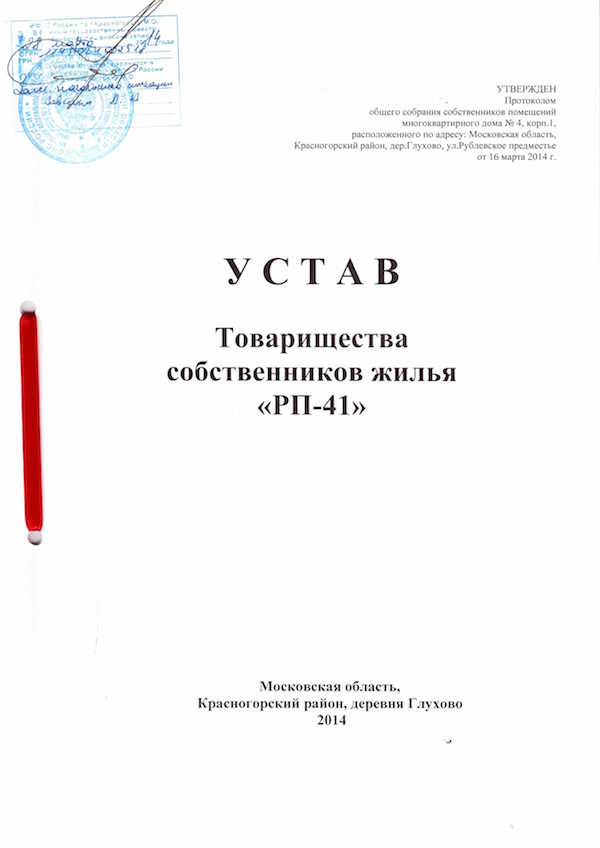 28 марта
УТВЕРЖДЕН
Протоколом
общего собрания собственников помещений
многоквартирного дома № 4, корп.1,
расположенного по адресу: Московская область,
Красногорский район, дер.Глухово, ул.Рублевское предместье
от 16 марта 2014 г.
У С Т А В
Товарищества
собственников жилья
«РП-41»
Московская область,
Красногорский район, деревня Глухово
2014